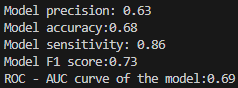 Model precision: 0.63
Model accuracy:0.68
Model sensitivity: 0.86
Model F1 score:0.73
ROC - AUC curve of the model:0.69